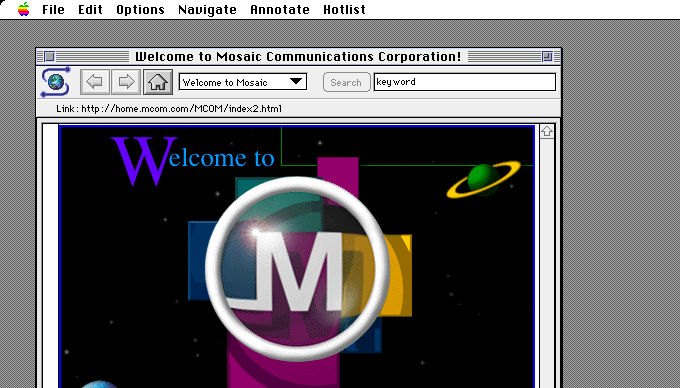 File Edit Options Navigate Annotate Hotlist
Welcome to Mosaic Communications Corporation!
Welcome to Mosaic Search keyword
Link: http://home.mcom.com/MCOM/index2.html
Welcome to
M